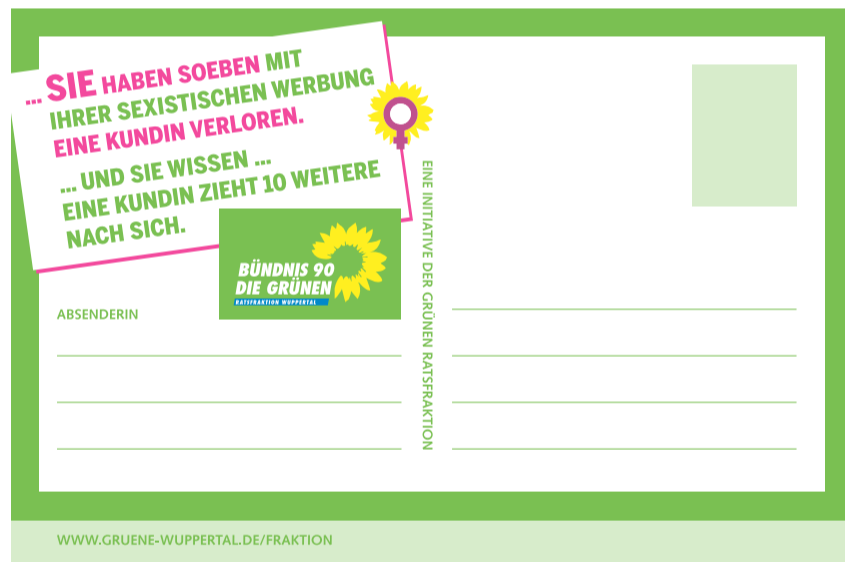 ... SIE HABEN SOEBEN MIT
IHRER SEXISTISCHEN WERBUNG
EINE KUNDIN VERLOREN.
... UND SIE WISSEN ...
EINE KUNDIN ZIEHT 10 WEITERE
NACH SICH.
BÜNDNIS 90
DIE GRÜNEN
RATSFRAKTION WUPPERTAL
ABSENDERIN
EINE INITIATIVE DER GRÜNEN RATSFRAKTION
WWW.GRUENE-WUPPERTAL.DE/FRAKTION